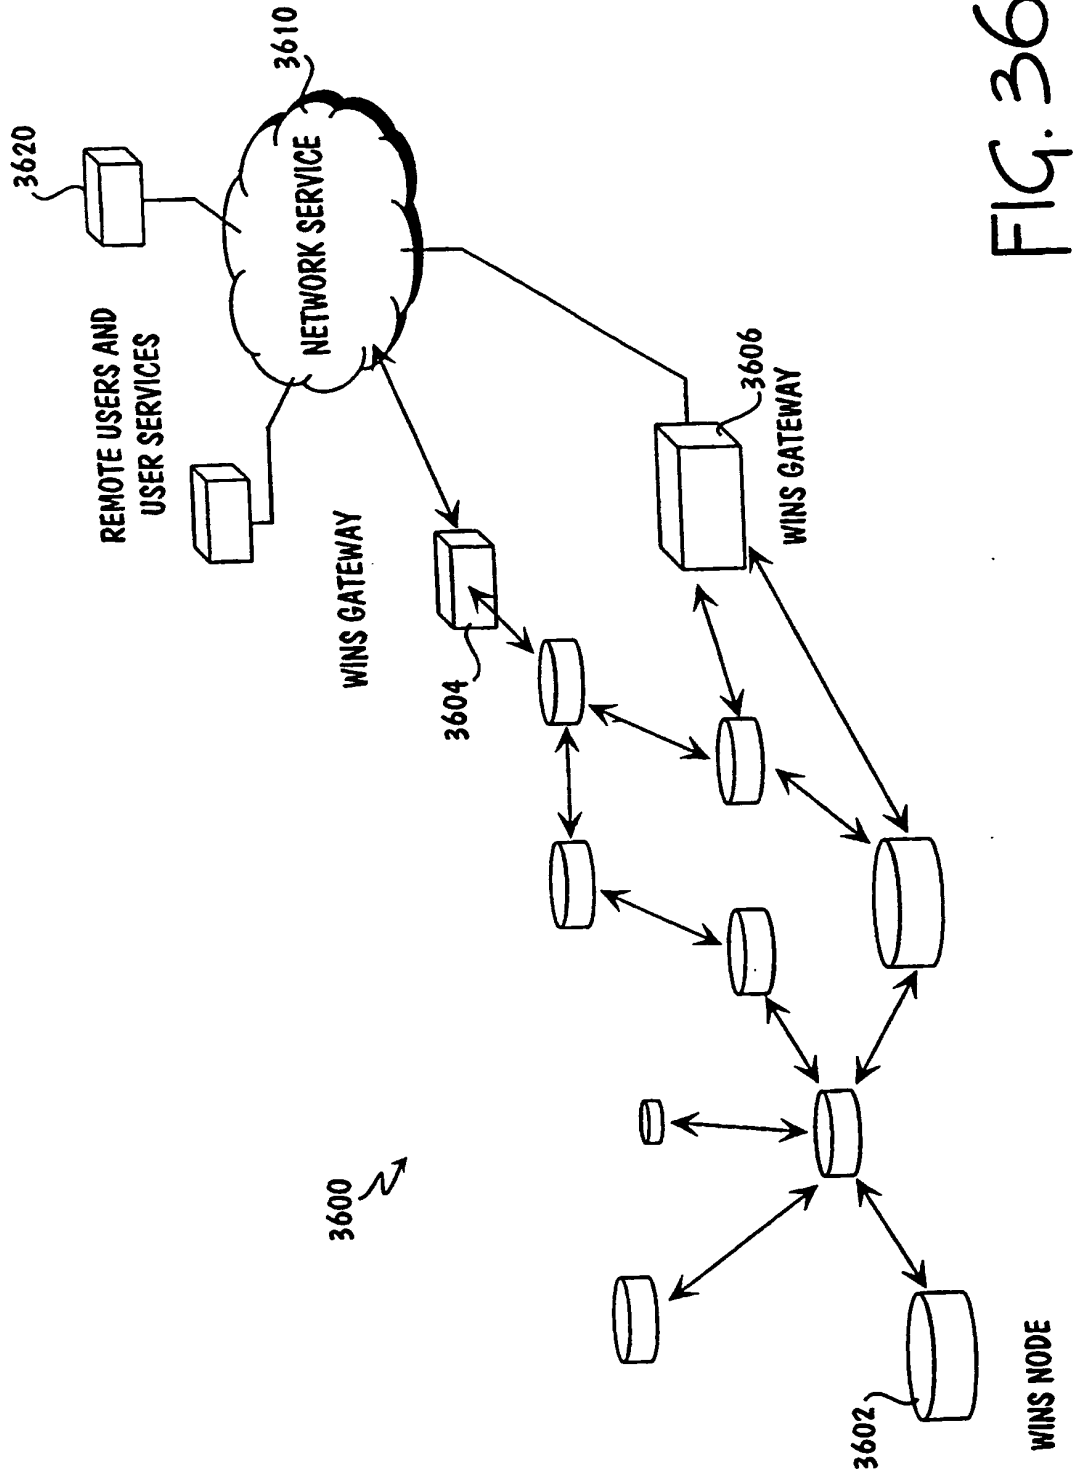 3620
3610
REMOTE USERS AND
USER SERVICES
NETWORK SERVICE
WINS GATEWAY
3604
3606
WINS GATEWAY
3600
3602
WINS NODE
FIG. 36